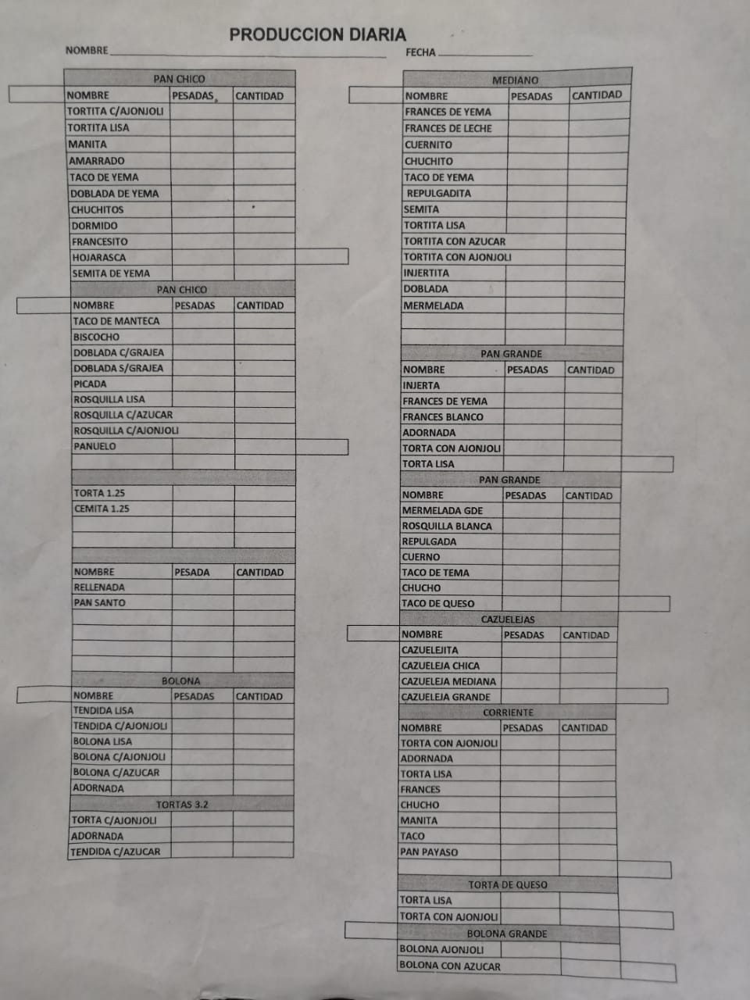 PRODUCCION DIARIA
NOMBRE
FECHA
PAN CHICO
NOMBRE PESADAS CANTIDAD
TORTITA C/AJONJOLI
TORTITA LISA
MANITA
AMARRADO
TACO DE YEMA
DOBLADA DE YEMA
CHUCHITOS
DORMIDO
FRANCESITO
HOJARASCA
SEMITA DE YEMA
PAN CHICO
NOMBRE PESADAS CANTIDAD
TACO DE MANTECA
BISCOCHO
DOBLADA C/GRAJEA
DOBLADA S/GRAJEA
PICADA
ROSQUILLA LISA
ROSQUILLA C/AZUCAR
ROSQUILLA C/AJONJOLI
PANUELO
TORTA 1.25
CEMITA 1.25
NOMBRE PESADA CANTIDAD
RELLENADA
PAN SANTO
BOLONA
NOMBRE PESADAS CANTIDAD
TENDIDA LISA
TENDIDA C/AJONJOLI
BOLONA LISA
BOLONA C/AJONJOLI
BOLONA C/AZUCAR
ADORNADA
TORTAS 3.2
TORTA C/AJONJOLI
ADORNADA
TENDIDA C/AZUCAR
MEDIANO
NOMBRE PESADAS CANTIDAD
FRANCES DE YEMA
FRANCES DE LECHE
CUERNITO
CHUCHITO
TACO DE YEMA
REPULGADITA
SEMITA
TORTITA LISA
TORTITA CON AZUCAR
TORTITA CON AJONJOLI
INJERTITA
DOBLADA
MERMELADA
PAN GRANDE
NOMBRE PESADAS CANTIDAD
INJERTA
FRANCES DE YEMA
FRANCES BLANCO
ADORNADA
TORTA CON AJONJOLI
TORTA LISA
PAN GRANDE
NOMBRE PESADAS CANTIDAD
MERMELADA GDE
ROSQUILLA BLANCA
REPULGADA
CUERNO
TACO DE TEMA
CHUCHO
TACO DE QUESO
CAZUELEJAS
NOMBRE PESADAS CANTIDAD
CAZUELEJITA
CAZUELEJA CHICA
CAZUELEJA MEDIANA
CAZUELEJA GRANDE
CORRIENTE
NOMBRE PESADAS CANTIDAD
TORTA CON AJONJOLI
ADORNADA
TORTA LISA
FRANCES
CHUCHO
MANITA
TACO
PAN PAYASO
TORTA DE QUESO
TORTA LISA
TORTA CON AJONJOLI
BOLONA GRANDE
BOLONA AJONJOLI
BOLONA CON AZUCAR